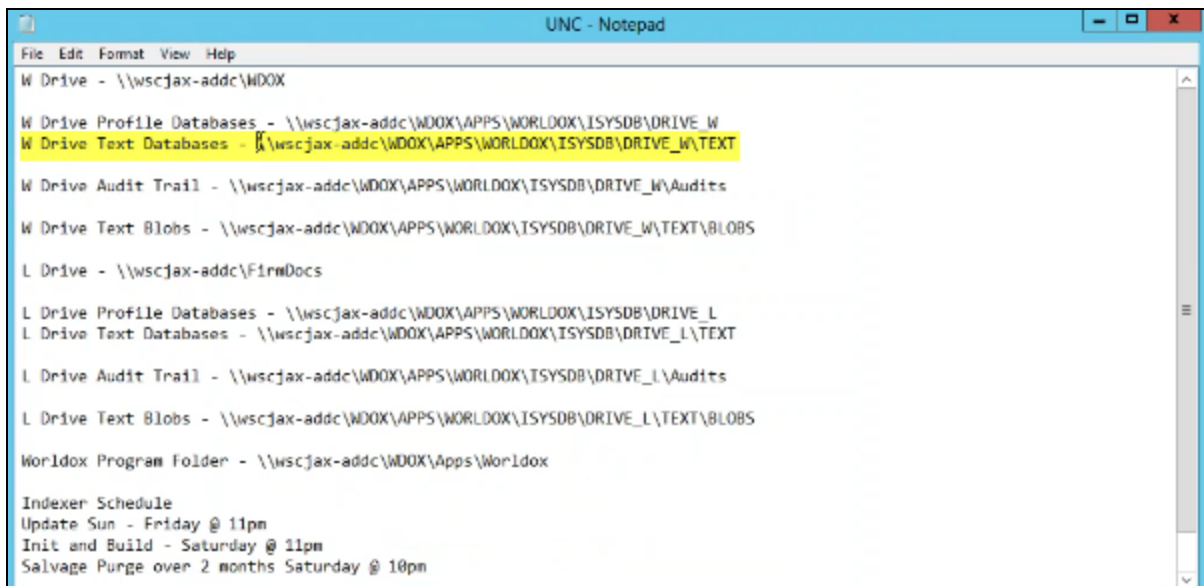 UNC - Notepad
File Edit Format View Help
W Drive - \\wscjax-addc\WDOX
W Drive Profile Databases - \\wscjax-addc\WDOX\APPS\WORLDOX\ISYSDB\DRIVE_W
W Drive Text Databases - \\wscjax-addc\WDOX\APPS\WORLDOX\ISYSDB\DRIVE_W\TEXT
W Drive Audit Trail - \\wscjax-addc\WDOX\APPS\WORLDOX\ISYSDB\DRIVE_W\Audits
W Drive Text Blobs - \\wscjax-addc\WDOX\APPS\WORLDOX\ISYSDB\DRIVE_W\TEXT\BLOBS
L Drive - \\wscjax-addc\FirmDocs
L Drive Profile Databases - \\wscjax-addc\WDOX\APPS\WORLDOX\ISYSDB\DRIVE_L
L Drive Text Databases - \\wscjax-addc\WDOX\APPS\WORLDOX\ISYSDB\DRIVE_L\TEXT
L Drive Audit Trail - \\wscjax-addc\WDOX\APPS\WORLDOX\ISYSDB\DRIVE_L\Audits
L Drive Text Blobs - \\wscjax-addc\WDOX\APPS\WORLDOX\ISYSDB\DRIVE_L\TEXT\BLOBS
Worldox Program Folder - \\wscjax-addc\WDOX\Apps\Worldox
Indexer Schedule
Update Sun - Friday @ 11pm
Init and Build - Saturday @ 11pm
Salvage Purge over 2 months Saturday @ 10pm